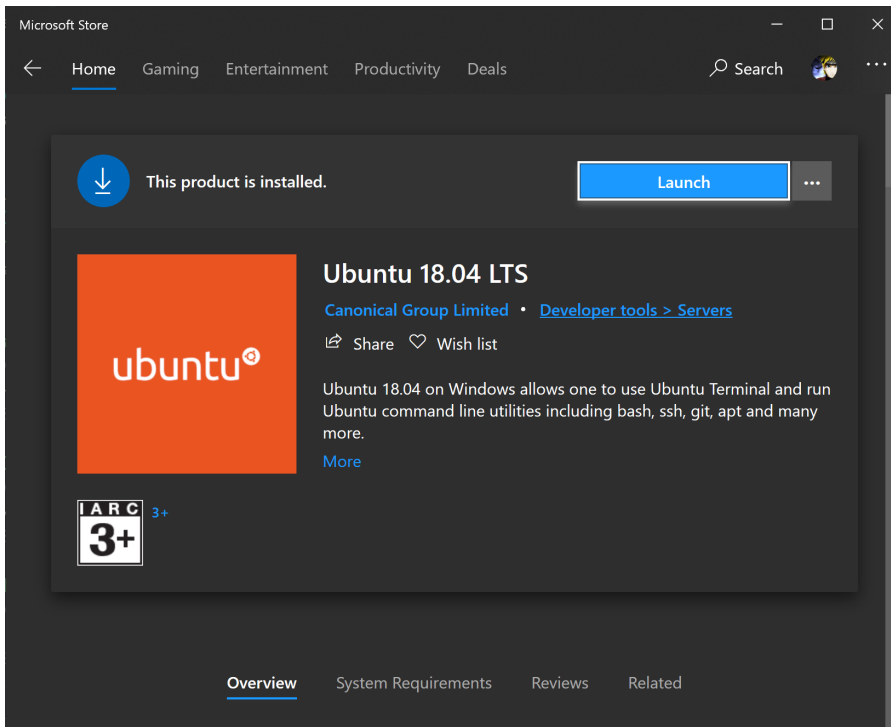 Microsoft Store
Home Gaming Entertainment Productivity Deals Search
This product is installed. Launch
ubuntu
Ubuntu 18.04 LTS
Canonical Group Limited • Developer tools > Servers
Share Wish list
Ubuntu 18.04 on Windows allows one to use Ubuntu Terminal and run
Ubuntu command line utilities including bash, ssh, git, apt and many
more.
More
IARC
3+
3+
Overview System Requirements Reviews Related